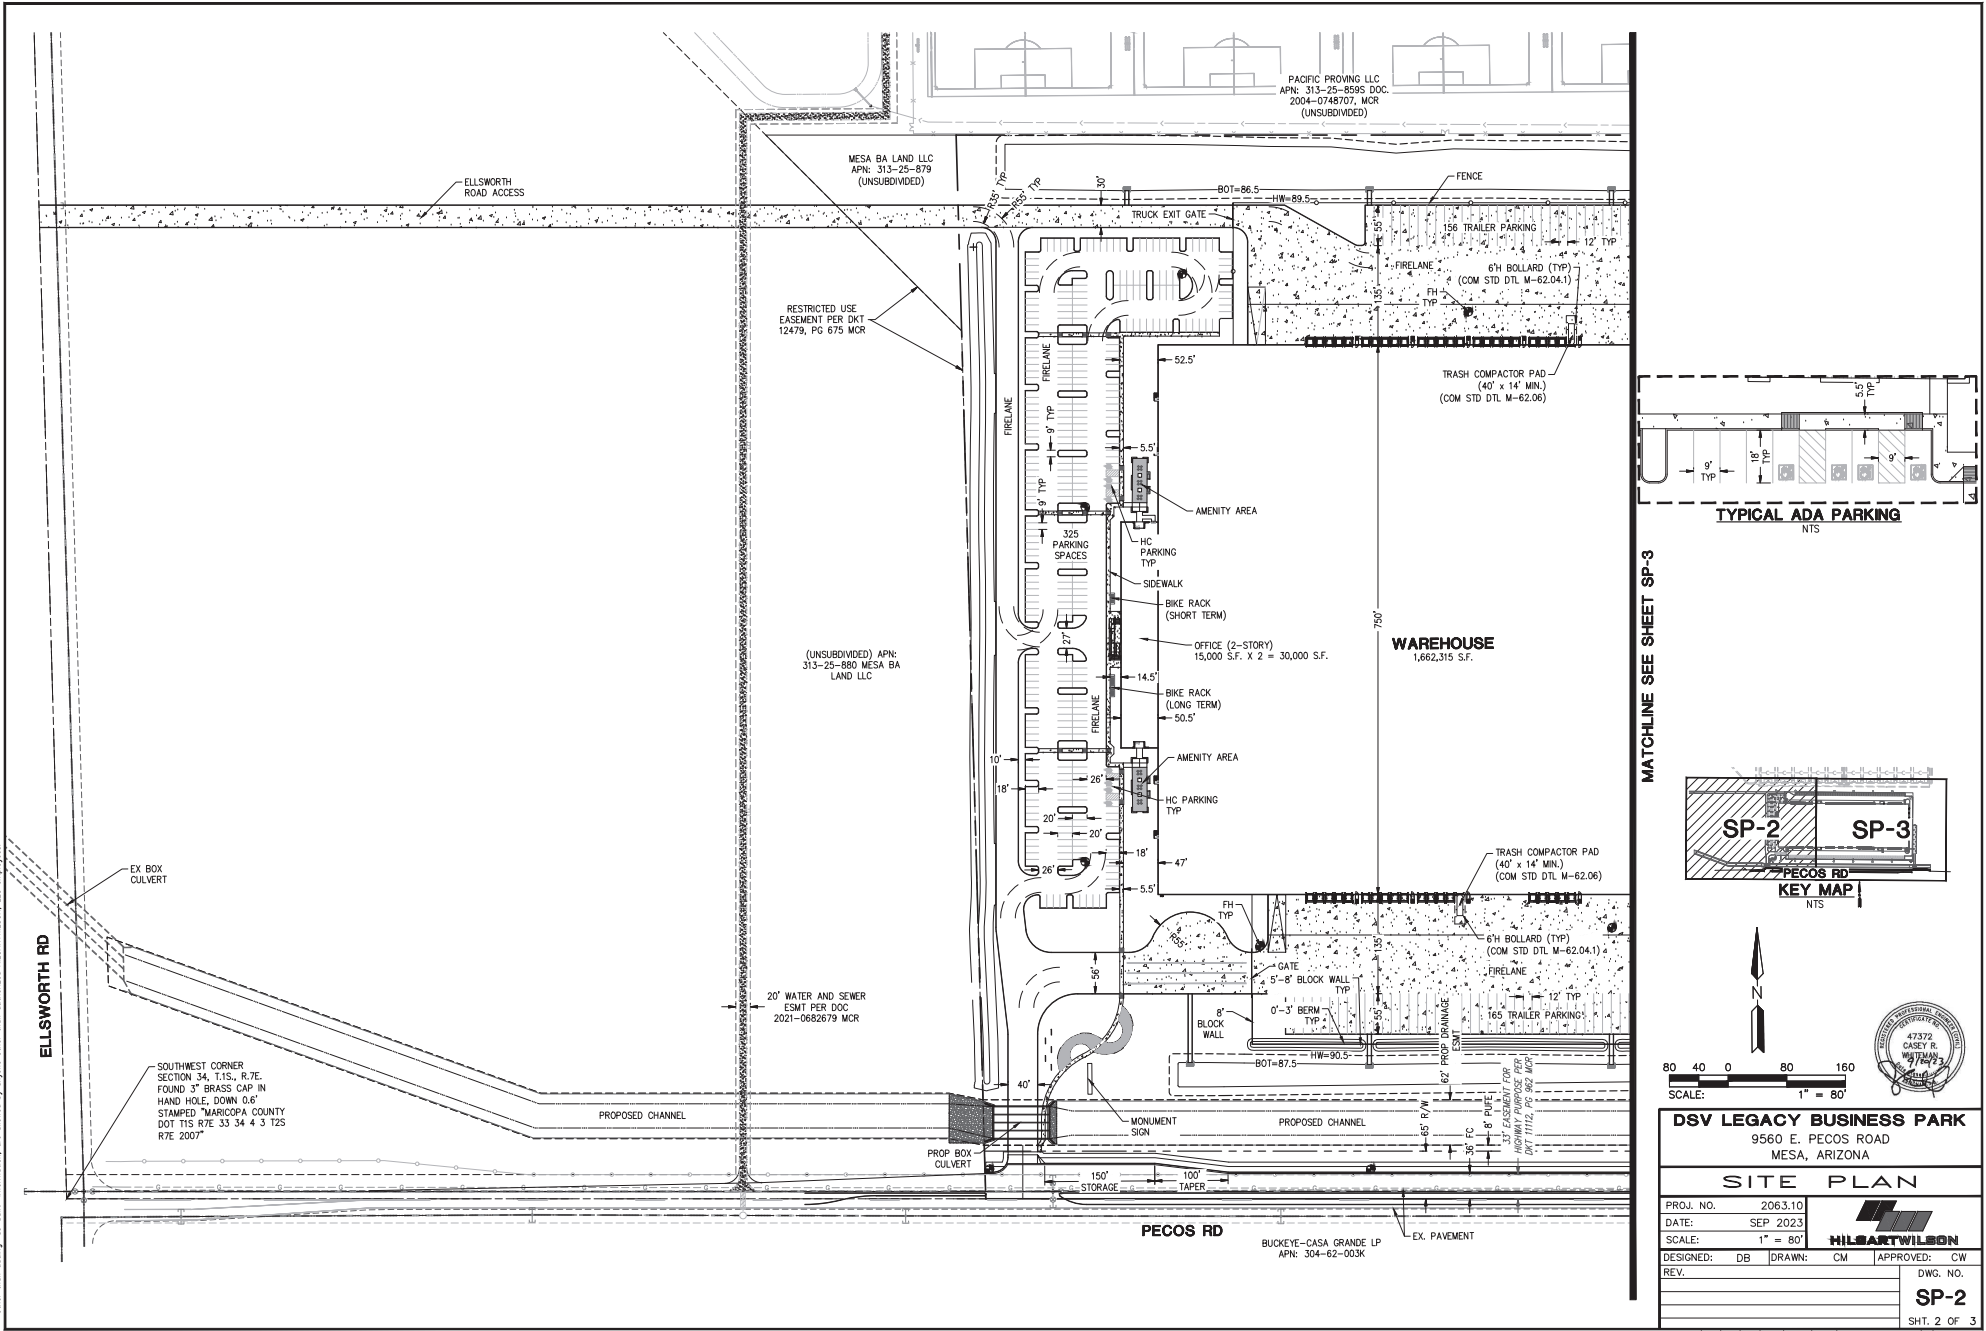 PACIFIC PROVING LLC
APN: 313-25-859S DOC.
2004-0748707, MCR
(UNSUBDIVIDED)
MESA BA LAND LLC
APN: 313-25-879
(UNSUBDIVIDED)
ELLSWORTH
ROAD ACCESS
R35' TYP
R55' TYP
30'
BOT=86.5
HW=89.5
FENCE
TRUCK EXIT GATE
55'
156 TRAILER PARKING
12' TYP
FIRELANE
6'H BOLLARD (TYP)
(COM STD DTL M-62.04.1)
FH
TYP
135'
RESTRICTED USE
EASEMENT PER DKT
12479, PG 675 MCR
FIRELANE
FIRELANE
52.5'
TRASH COMPACTOR PAD
(40' x 14' MIN.)
(COM STD DTL M-62.06)
9' TYP
5.5'
9' TYP
AMENITY AREA
325
PARKING
SPACES
HC
PARKING
TYP
SIDEWALK
BIKE RACK
(SHORT TERM)
27'
750'
OFFICE (2-STORY)
15,000 S.F. X 2 = 30,000 S.F.
WAREHOUSE
1,662,315 S.F.
(UNSUBDIVIDED) APN:
313-25-880 MESA BA
LAND LLC
14.5'
BIKE RACK
(LONG TERM)
FIRELANE
50.5'
10'
AMENITY AREA
26'
18'
HC PARKING
TYP
20'
20'
18'
47'
26'
5.5'
TRASH COMPACTOR PAD
(40' x 14' MIN.)
(COM STD DTL M-62.06)
EX BOX
CULVERT
FH
TYP
R55'
135'
6'H BOLLARD (TYP)
(COM STD DTL M-62.04.1)
FIRELANE
ELLSWORTH RD
56'
GATE
5'-8' BLOCK WALL
TYP
12' TYP
20' WATER AND SEWER
ESMT PER DOC
2021-0682679 MCR
8'
BLOCK
WALL
0'-3' BERM
TYP
55'
165 TRAILER PARKING
HW=90.5
BOT=87.5
62' PROP DRAINAGE
ESMT
SOUTHWEST CORNER
SECTION 34, T.1S., R.7E.
FOUND 3" BRASS CAP IN
HAND HOLE, DOWN 0.6'
STAMPED "MARICOPA COUNTY
DOT T1S R7E 33 34 4 3 T2S
R7E 2007"
40'
PROPOSED CHANNEL
MONUMENT
SIGN
PROPOSED CHANNEL
65' R/W
36' FC
8' PUFE
33' EASEMENT FOR
HIGHWAY PURPOSE PER
DKT 11112, PG 962 MCR
PROP BOX
CULVERT
150'
STORAGE
100'
TAPER
PECOS RD
BUCKEYE-CASA GRANDE LP
APN: 304-62-003K
EX. PAVEMENT
MATCHLINE SEE SHEET SP-3
5.5'
TYP
9'
TYP
18'
TYP
9'
TYPICAL ADA PARKING
NTS
SP-2
SP-3
PECOS RD
KEY MAP
NTS
N
47372
CASEY R.
WHITEMAN
9/20/23
80 40 0 80 160
SCALE: 1" = 80'
DSV LEGACY BUSINESS PARK
9560 E. PECOS ROAD
MESA, ARIZONA
SITE PLAN
PROJ. NO. 2063.10
DATE: SEP 2023
SCALE: 1" = 80'
HILGARTWILSON
DESIGNED: DB DRAWN: CM APPROVED: CW
REV.
DWG. NO.
SP-2
SHT. 2 OF 3